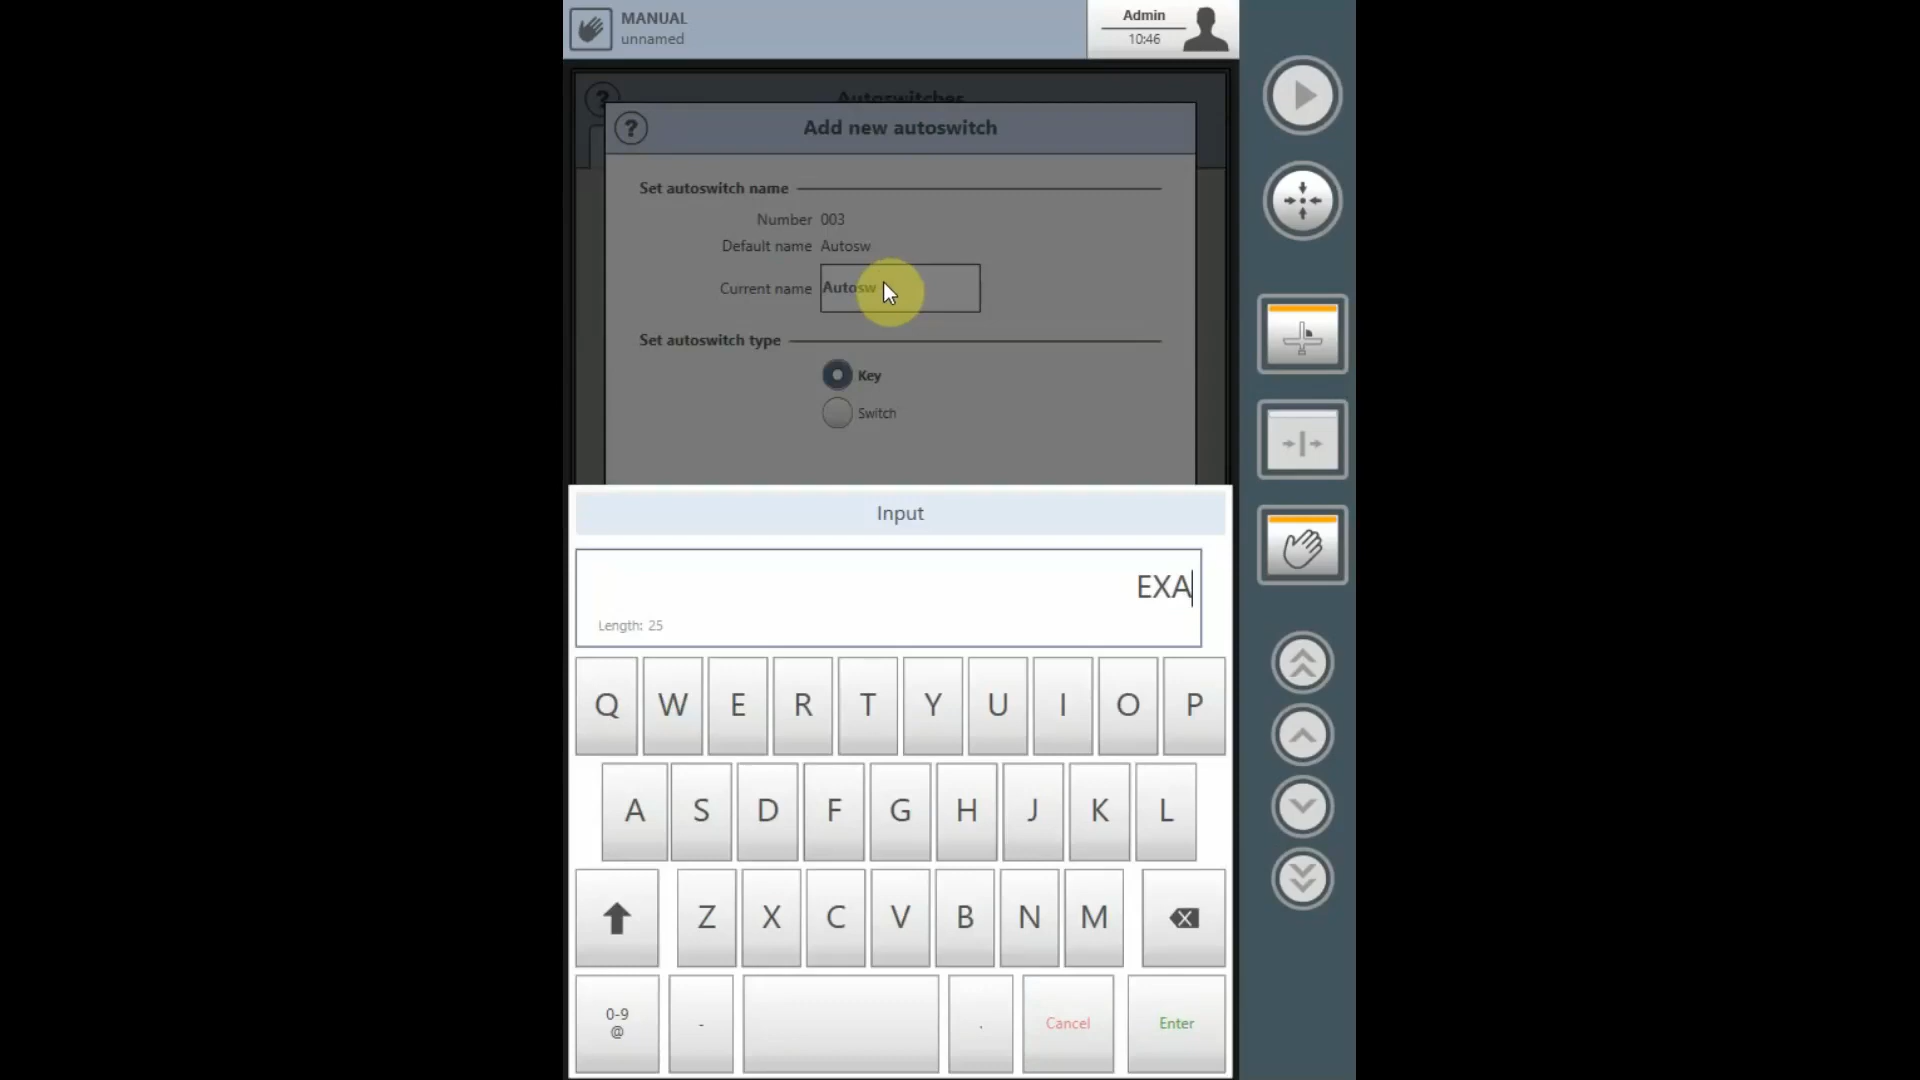 MANUAL
unnamed
Admin
10:46
? Autoswitches
? Add new autoswitch
Set autoswitch name
Number 003
Default name Autosw
Current name Autosw
Set autoswitch type
Key
Switch
Input
EXA
Length: 25
Q W E R T Y U I O P
A S D F G H J K L
Z X C V B N M
0-9
@
- . Cancel Enter